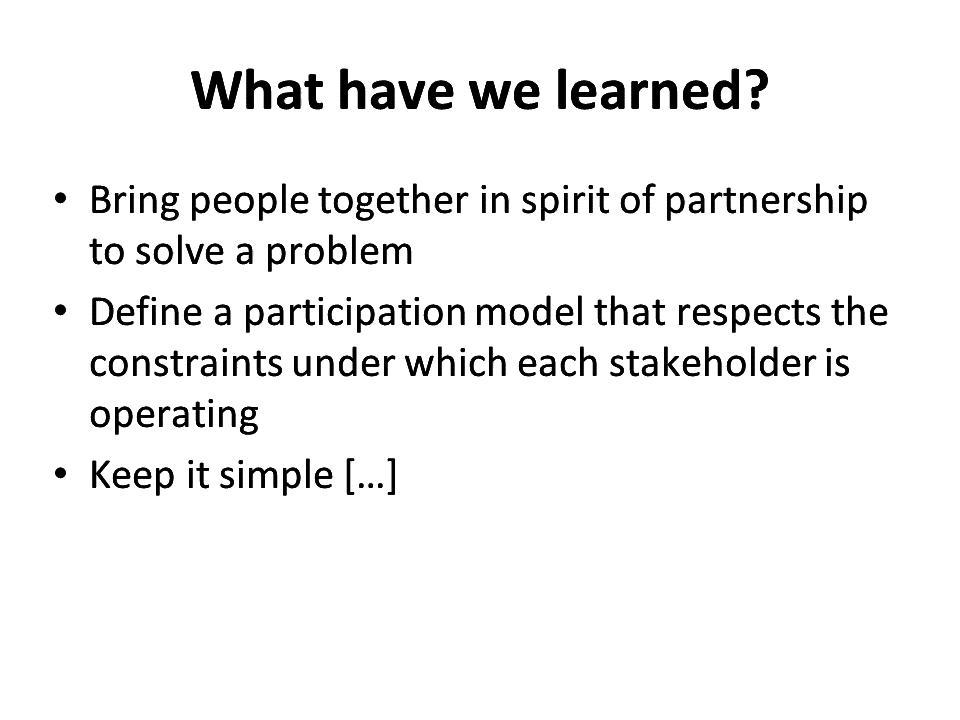 What have we learned?
• Bring people together in spirit of partnership
to solve a problem
• Define a participation model that respects the
constraints under which each stakeholder is
operating
• Keep it simple […]